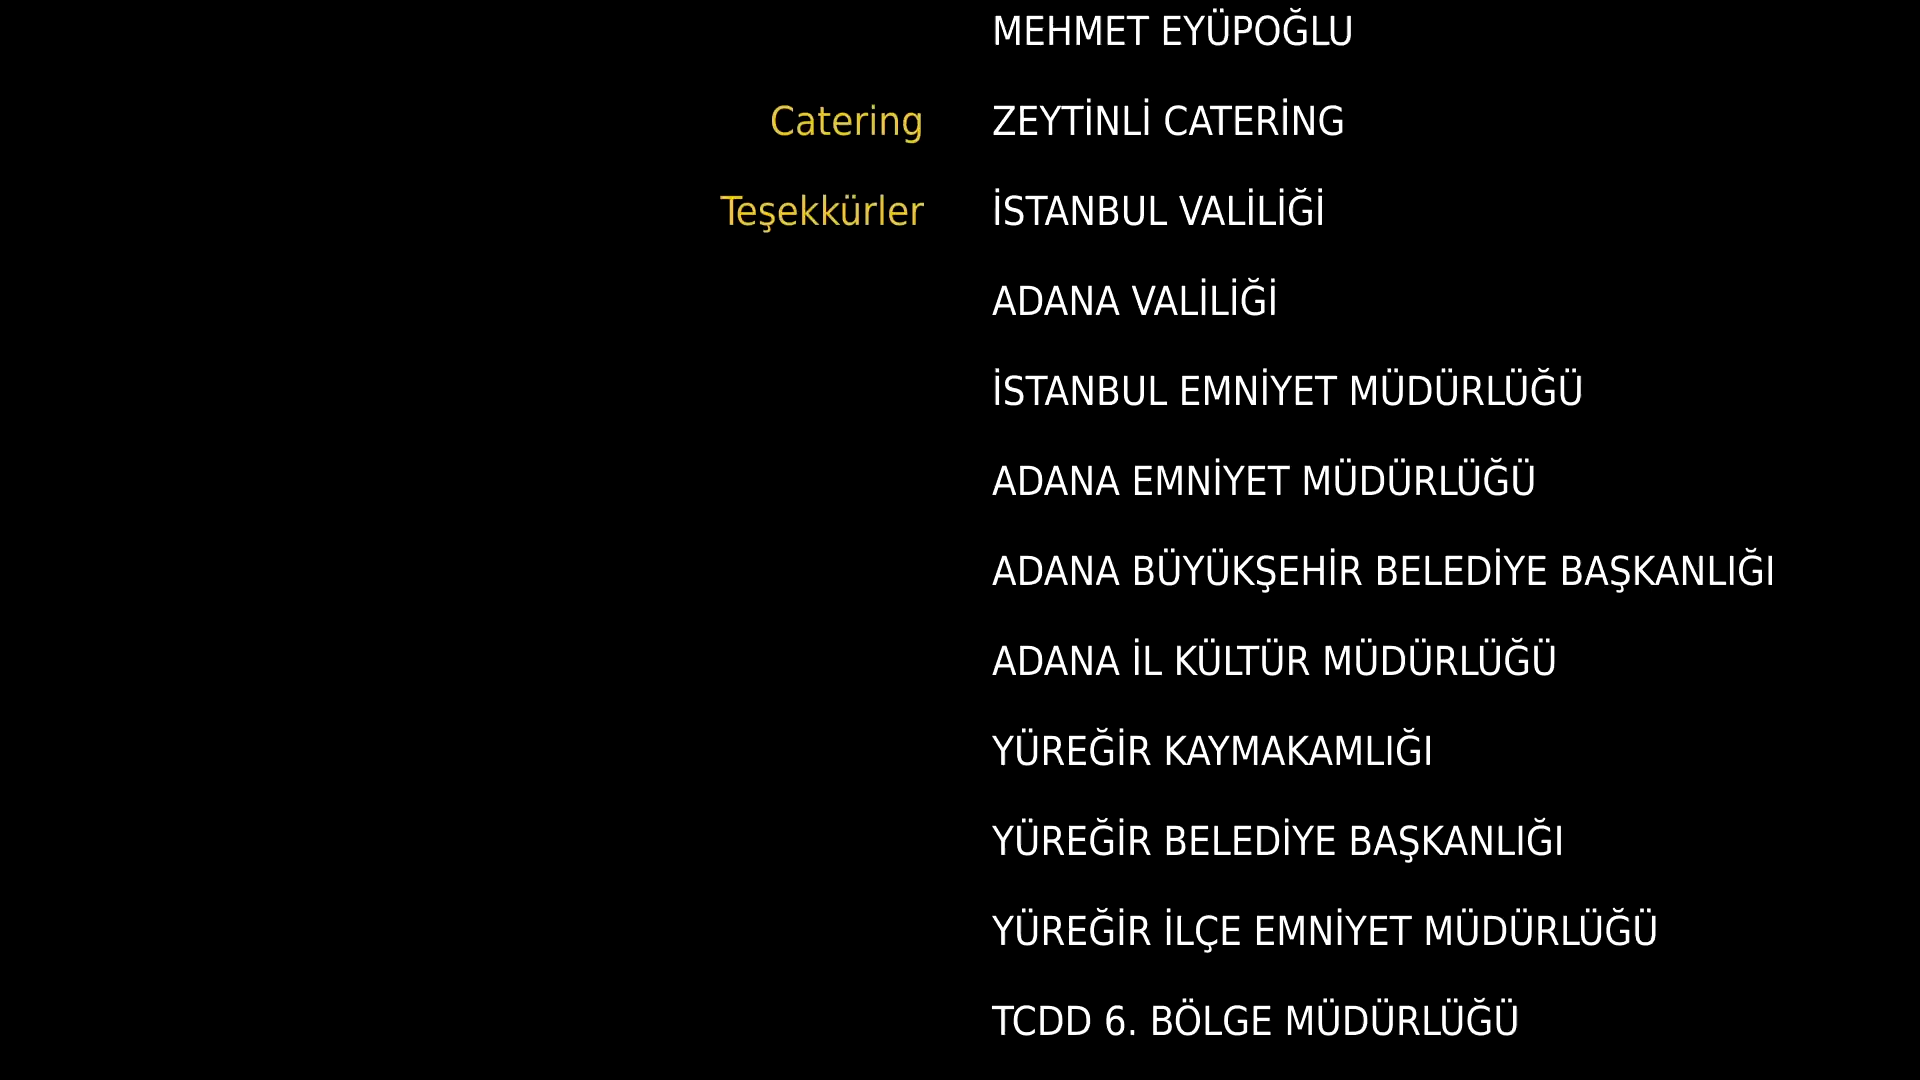 MEHMET EYÜPOĞLU
Catering ZEYTİNLİ CATERİNG
Teşekkürler İSTANBUL VALİLİĞİ
ADANA VALİLİĞİ
İSTANBUL EMNİYET MÜDÜRLÜĞÜ
ADANA EMNİYET MÜDÜRLÜĞÜ
ADANA BÜYÜKŞEHİR BELEDİYE BAŞKANLIĞI
ADANA İL KÜLTÜR MÜDÜRLÜĞÜ
YÜREĞİR KAYMAKAMLIĞI
YÜREĞİR BELEDİYE BAŞKANLIĞI
YÜREĞİR İLÇE EMNİYET MÜDÜRLÜĞÜ
TCDD 6. BÖLGE MÜDÜRLÜĞÜ